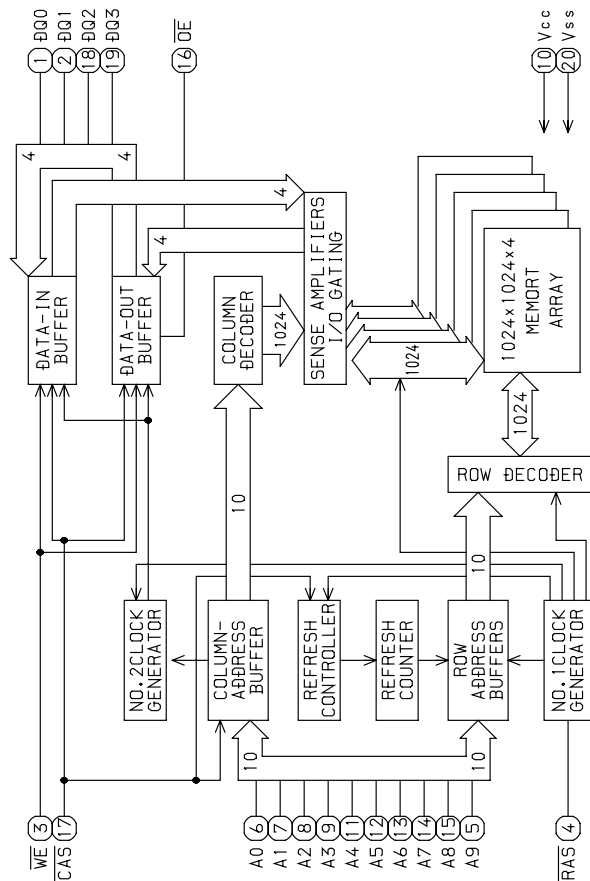 WE 3
CAS 17
NO.2CLOCK
GENERATOR
DATA-IN
BUFFER
DATA-OUT
BUFFER
4
4
1 DQ0
2 DQ1
18 DQ2
19 DQ3
16 OE
COLUMN-
ADDRESS
BUFFER
10
COLUMN
DECODER
1024
4
4
A0 6
A1 7
A2 8
A3 9
A4 11
A5 12
A6 13
A7 14
A8 15
A9 5
10
10
REFRESH
CONTROLLER
REFRESH
COUNTER
SENSE AMPLIFIERS
I/O GATING
1024
ROW
ADDRESS
BUFFERS
10
ROW DECODER
1024
1024x1024x4
MEMORT
ARRAY
RAS 4
NO.1CLOCK
GENERATOR
10 Vcc
20 Vss